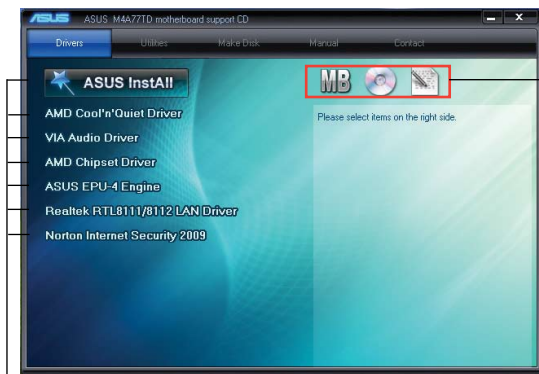 ASUS ASUS M4A77TD motherboard support CD
Drivers Utilities Make Disk Manual Contact
ASUS InstAll
MB
AMD Cool'n'Quiet Driver
Please select items on the right side.
VIA Audio Driver
AMD Chipset Driver
ASUS EPU-4 Engine
Realtek RTL8111/8112 LAN Driver
Norton Internet Security 2009